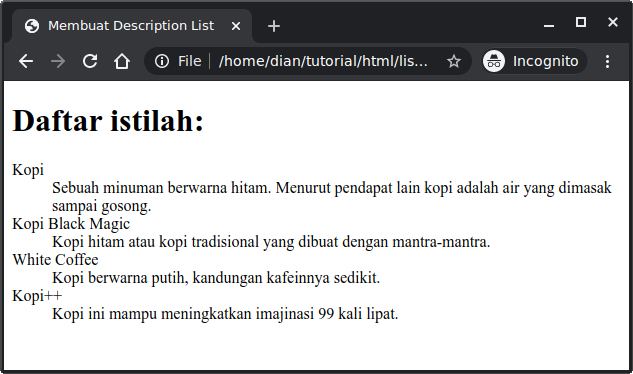 Membuat Description List
File
/home/dian/tutorial/html/lis...
Incognito
Daftar istilah:
Kopi
Sebuah minuman berwarna hitam. Menurut pendapat lain kopi adalah air yang dimasak
sampai gosong.
Kopi Black Magic
Kopi hitam atau kopi tradisional yang dibuat dengan mantra-mantra.
White Coffee
Kopi berwarna putih, kandungan kafeinnya sedikit.
Kopi++
Kopi ini mampu meningkatkan imajinasi 99 kali lipat.